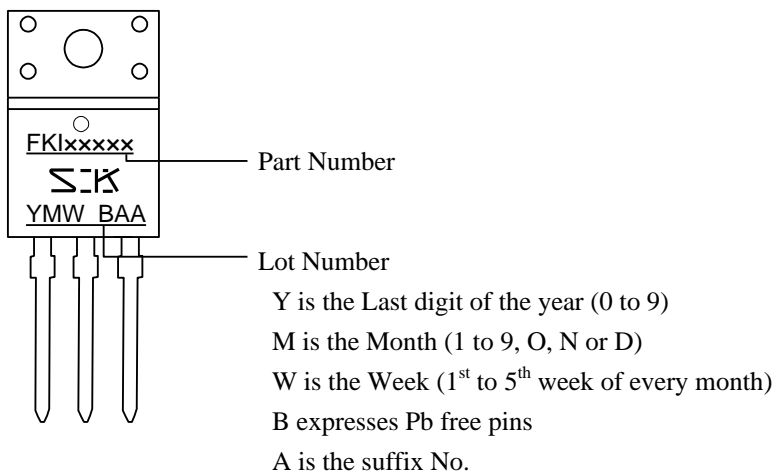 FKI×××××
SK
YMW BAA
Part Number
Lot Number
Y is the Last digit of the year (0 to 9)
M is the Month (1 to 9, O, N or D)
W is the Week (1st to 5th week of every month)
B expresses Pb free pins
A is the suffix No.